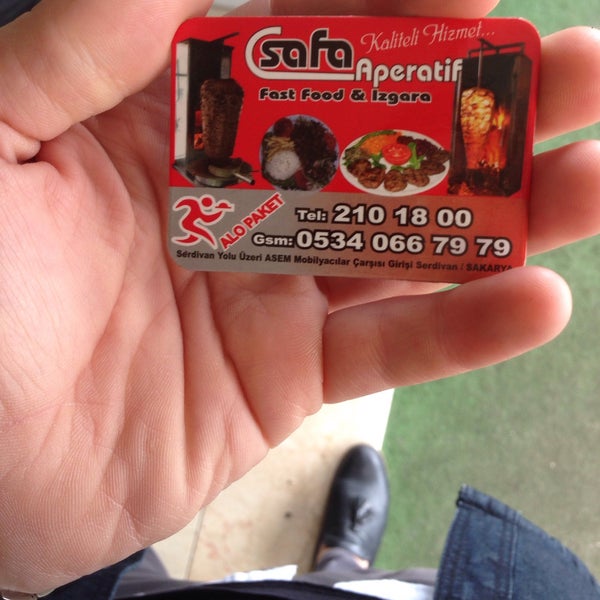 Safa Kaliteli Hizmet...
Aperatif
Fast Food & Izgara
ALO PAKET
Tel: 210 18 00
Gsm: 0534 066 79 79
Serdivan Yolu Üzeri ASEM Mobilyacılar Çarşısı Girişi Serdivan / SAKARYA